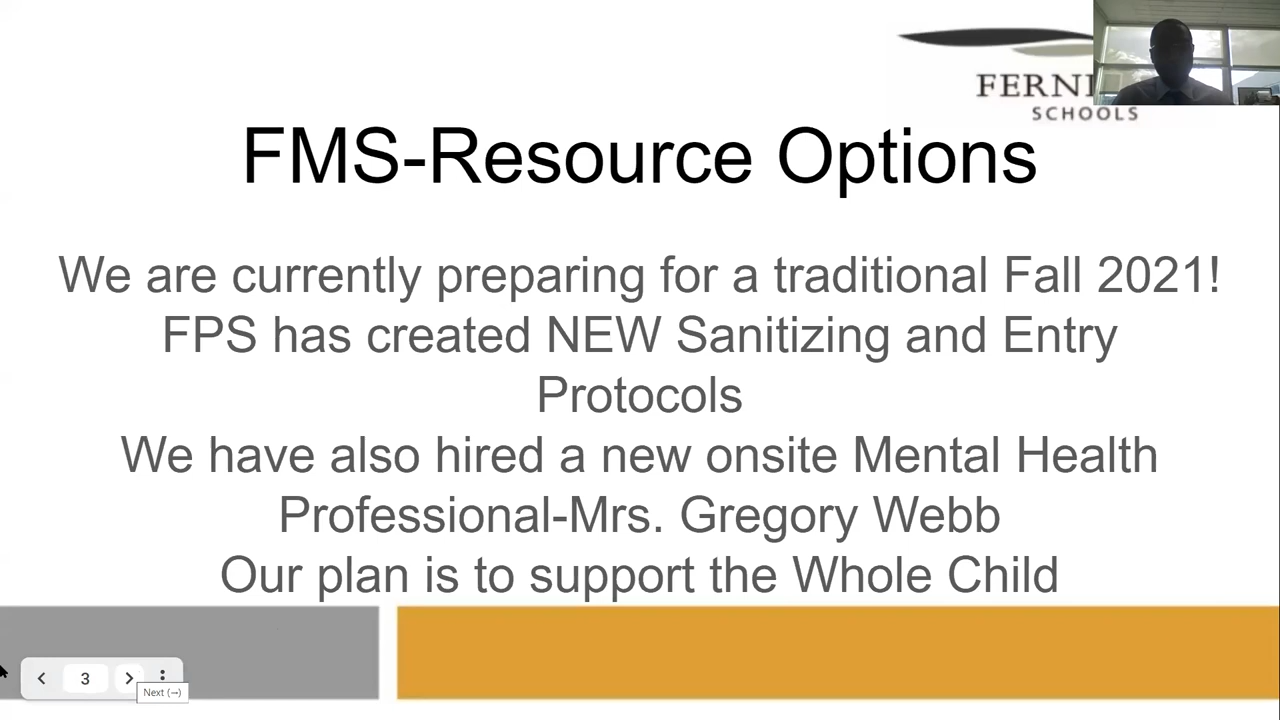 SCHOOLS
FMS-Resource Options
We are currently preparing for a traditional Fall 2021!
FPS has created NEW Sanitizing and Entry
Protocols
We have also hired a new onsite Mental Health
Professional-Mrs. Gregory Webb
Our plan is to support the Whole Child
3
Next (→)